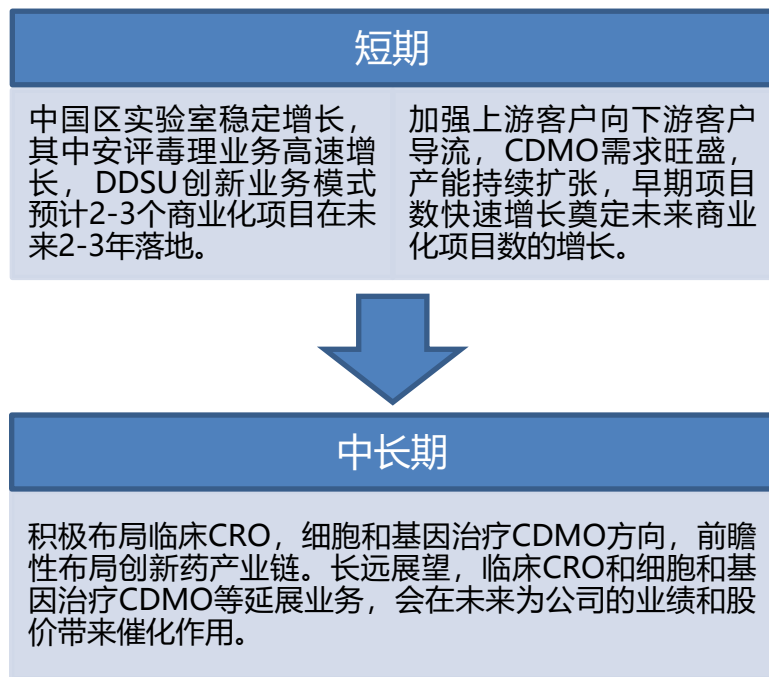 短期
中国区实验室稳定增长，
其中安评毒理业务高速增
长，DDSU创新业务模式
预计2-3个商业化项目在未
来2-3年落地。
加强上游客户向下游客户
导流，CDMO需求旺盛，
产能持续扩张，早期项目
数快速增长奠定未来商业
化项目数的增长。
中长期
积极布局临床CRO，细胞和基因治疗CDMO方向，前瞻
性布局创新药产业链。长远展望，临床CRO和细胞和基
因治疗CDMO等延展业务，会在未来为公司的业绩和股
价带来催化作用。